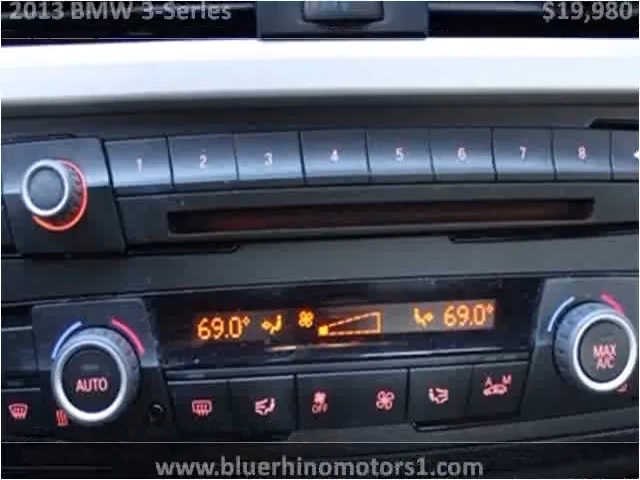 2013 BMW 3-Series $19,980
1 2 3 4 5 6 7 8
69.0° 69.0°
AUTO MAX A/C
OFF A M
www.bluerhinomotors1.com